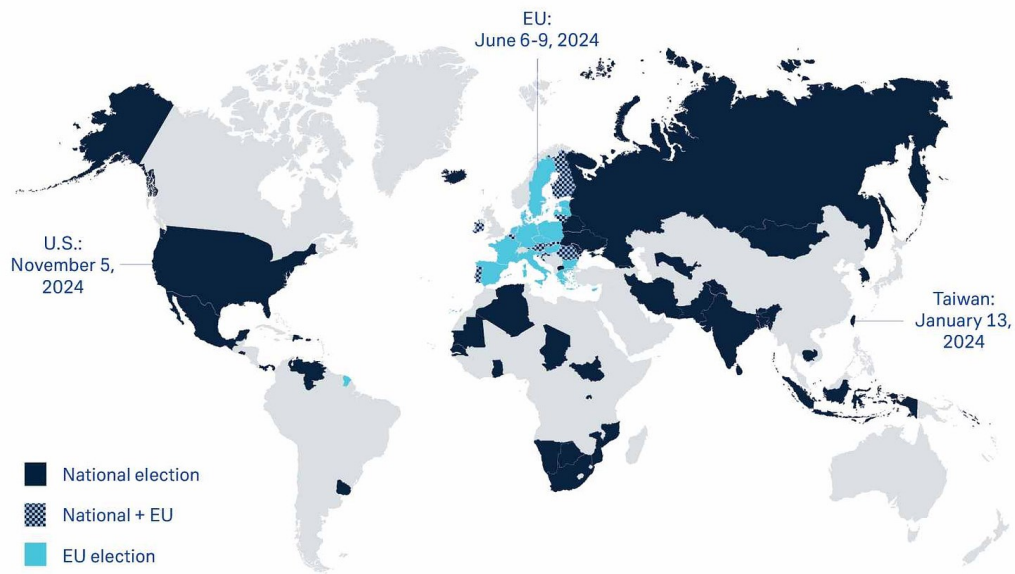 EU:
June 6-9, 2024
U.S.:
November 5,
2024
Taiwan:
January 13,
2024
National election
National + EU
EU election